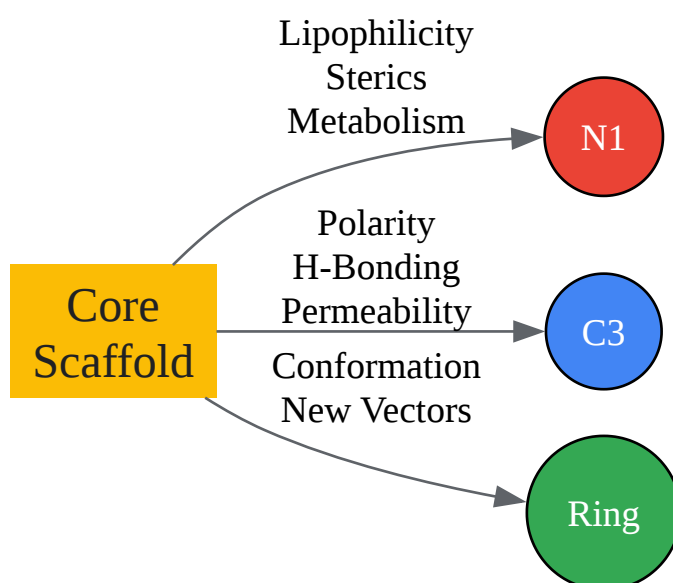 Lipophilicity
Sterics
Metabolism
N1
Polarity
H-Bonding
Permeability
Core
Scaffold
C3
Conformation
New Vectors
Ring